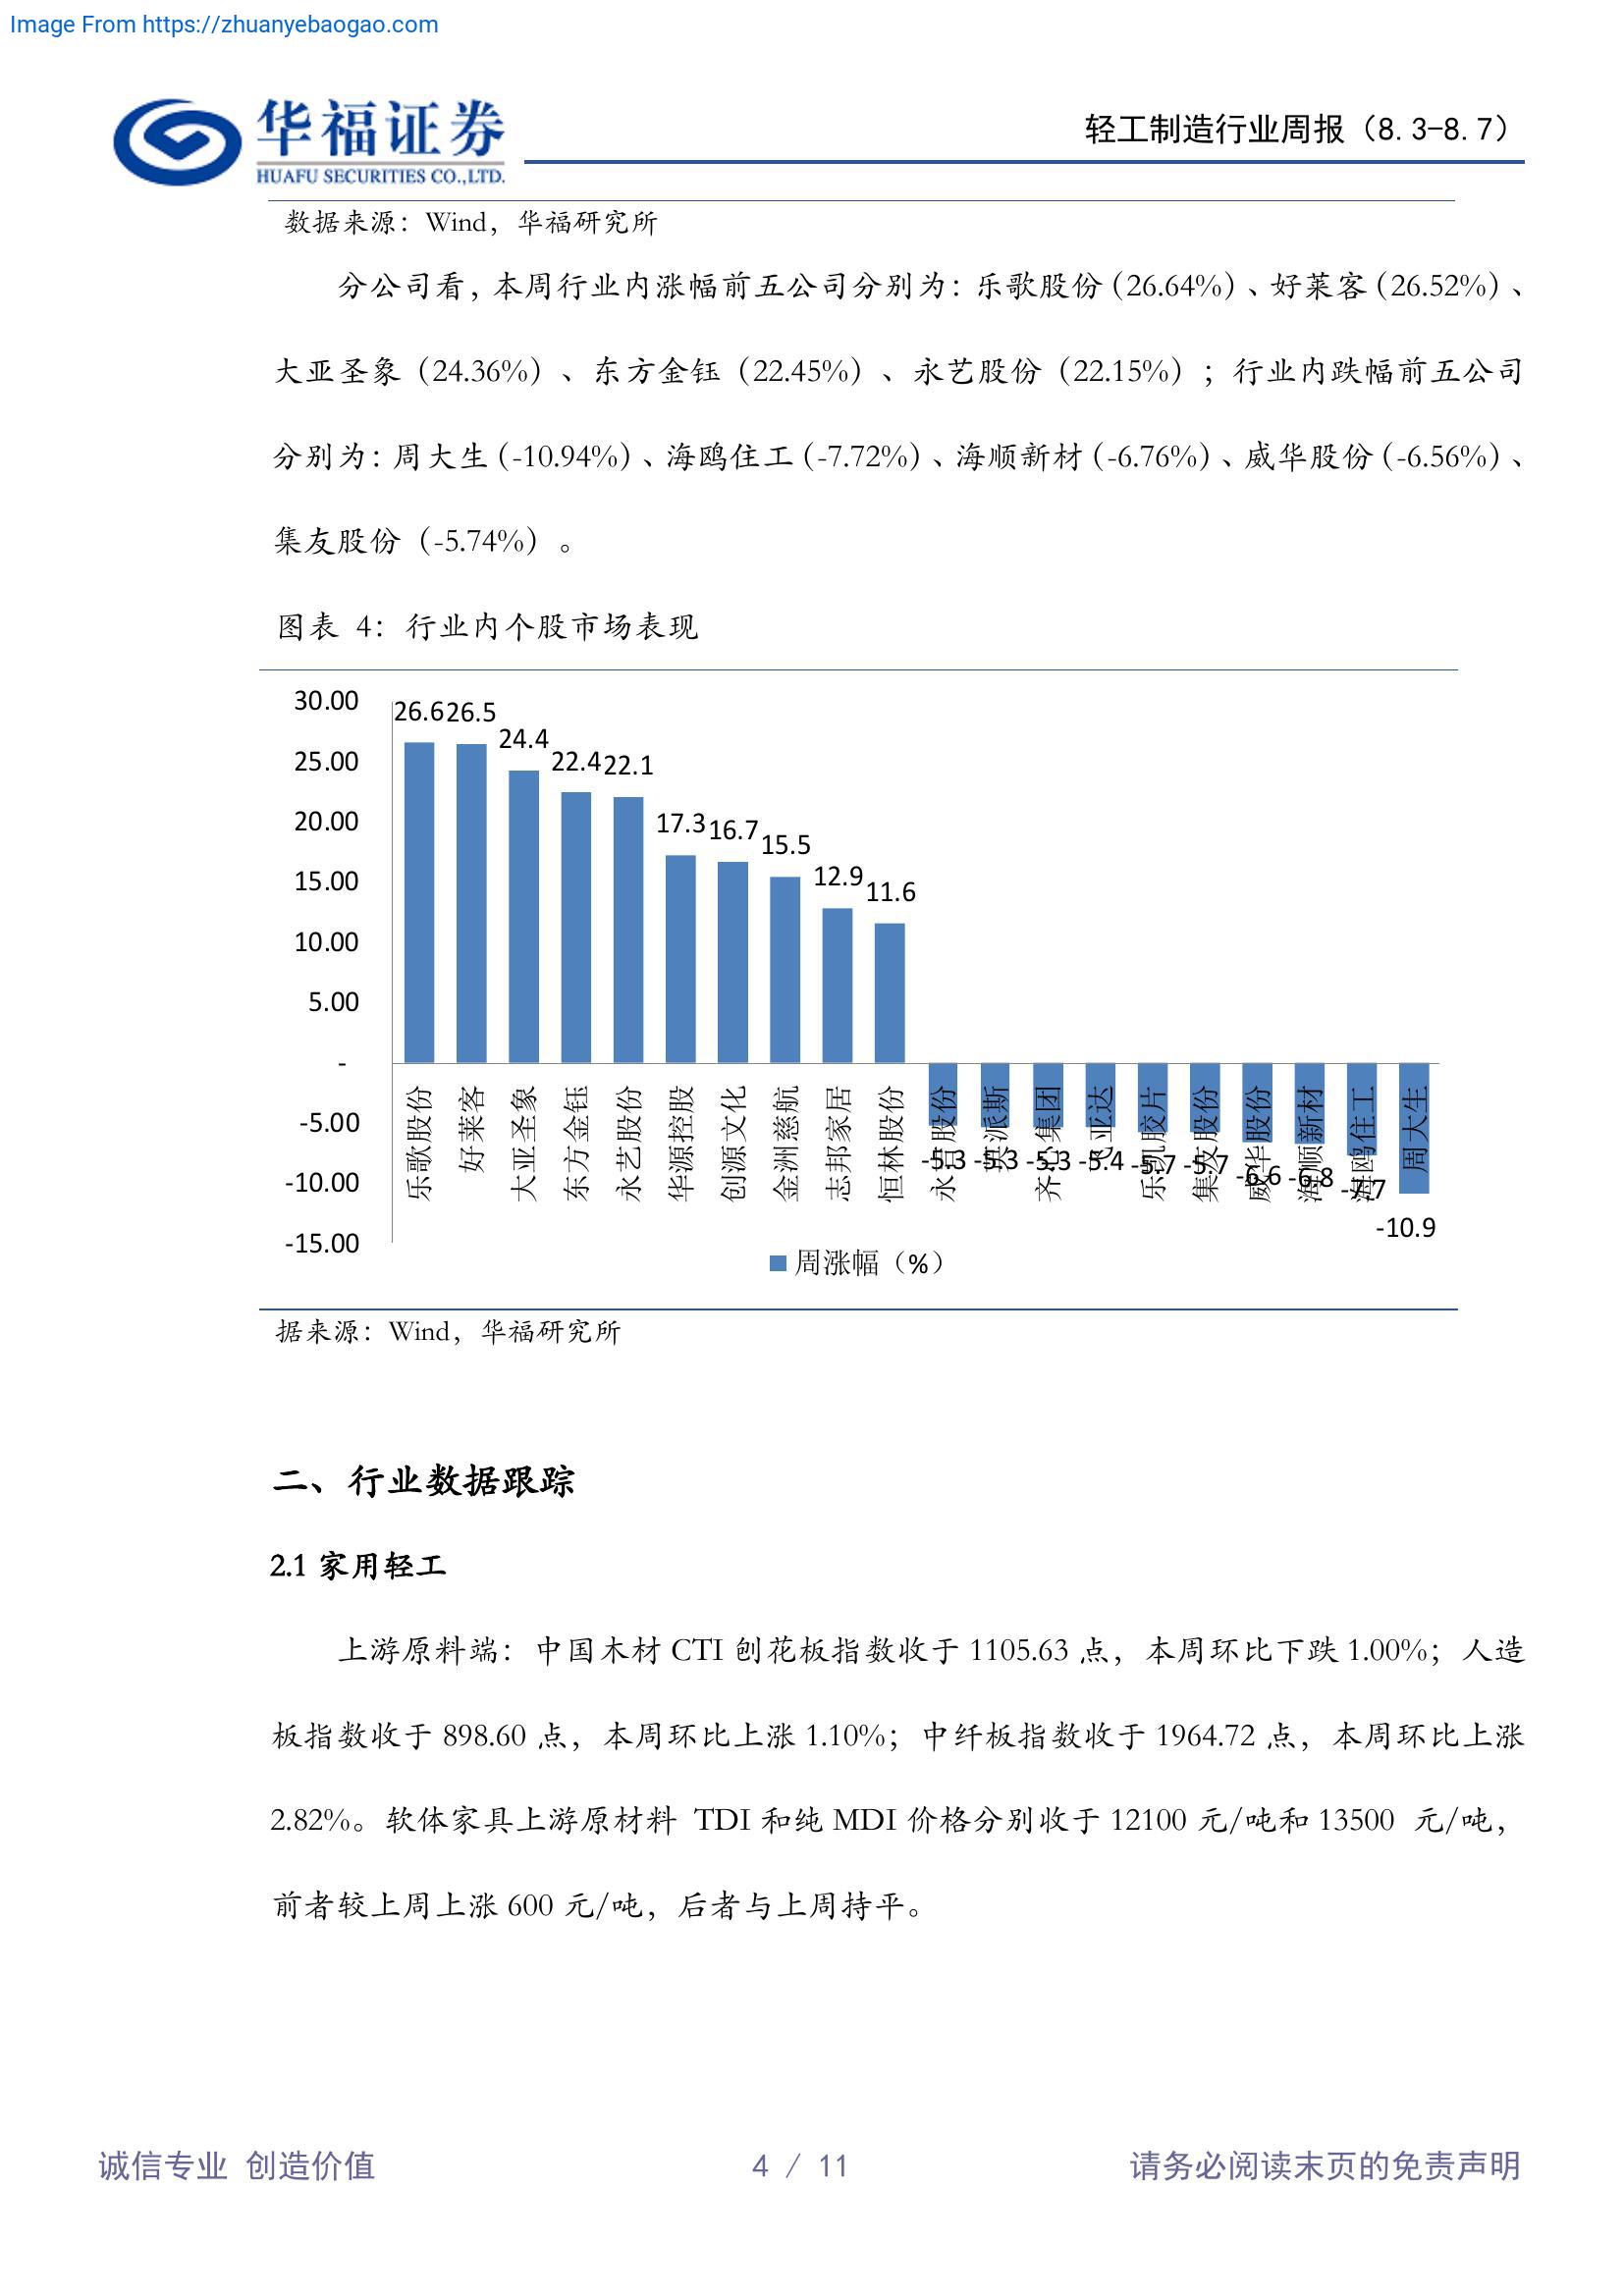 Image From https://zhuanyebaogao.com
华福证券
HUAFU SECURITIES CO.,LTD.
轻工制造行业周报（8.3-8.7）
数据来源：Wind，华福研究所
分公司看，本周行业内涨幅前五公司分别为：乐歌股份（26.64%）、好莱客（26.52%）、
大亚圣象（24.36%）、东方金钰（22.45%）、永艺股份（22.15%）；行业内跌幅前五公司
分别为：周大生（-10.94%）、海鸥住工（-7.72%）、海顺新材（-6.76%）、威华股份（-6.56%）、
集友股份（-5.74%）。
图表 4：行业内个股市场表现
30.00
25.00
20.00
15.00
10.00
5.00
-
-5.00
-10.00
-15.00
26.6
26.5
24.4
22.4
22.1
17.3
16.7
15.5
12.9
11.6
-5.3
-5.3
-5.3
-5.4
-5.7
-5.7
-6.6
-6.8
-7.7
-10.9
乐歌股份
好莱客
大亚圣象
东方金钰
永艺股份
华源控股
创源文化
金洲慈航
志邦家居
恒林股份
永吉股份
英派斯
齐心集团
乐凯胶片
集友股份
威华股份
海顺新材
海鸥住工
周大生
周涨幅（%）
据来源：Wind，华福研究所
二、行业数据跟踪
2.1 家用轻工
上游原料端：中国木材 CTI 刨花板指数收于 1105.63 点，本周环比下跌 1.00%；人造
板指数收于 898.60 点，本周环比上涨 1.10%；中纤板指数收于 1964.72 点，本周环比上涨
2.82%。软体家具上游原材料 TDI 和纯 MDI 价格分别收于 12100 元/吨和 13500 元/吨，
前者较上周上涨 600 元/吨，后者与上周持平。
诚信专业 创造价值
4 / 11
请务必阅读末页的免责声明